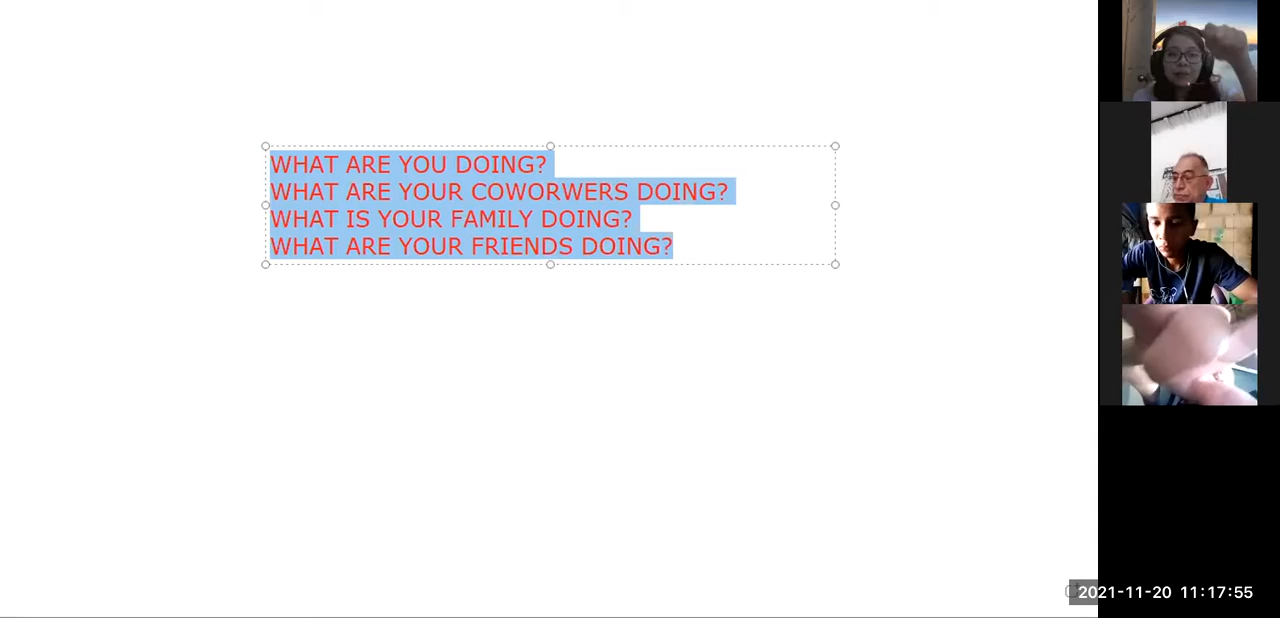 WHAT ARE YOU DOING?
WHAT ARE YOUR COWORWERS DOING?
WHAT IS YOUR FAMILY DOING?
WHAT ARE YOUR FRIENDS DOING?
2021-11-20 11:17:55